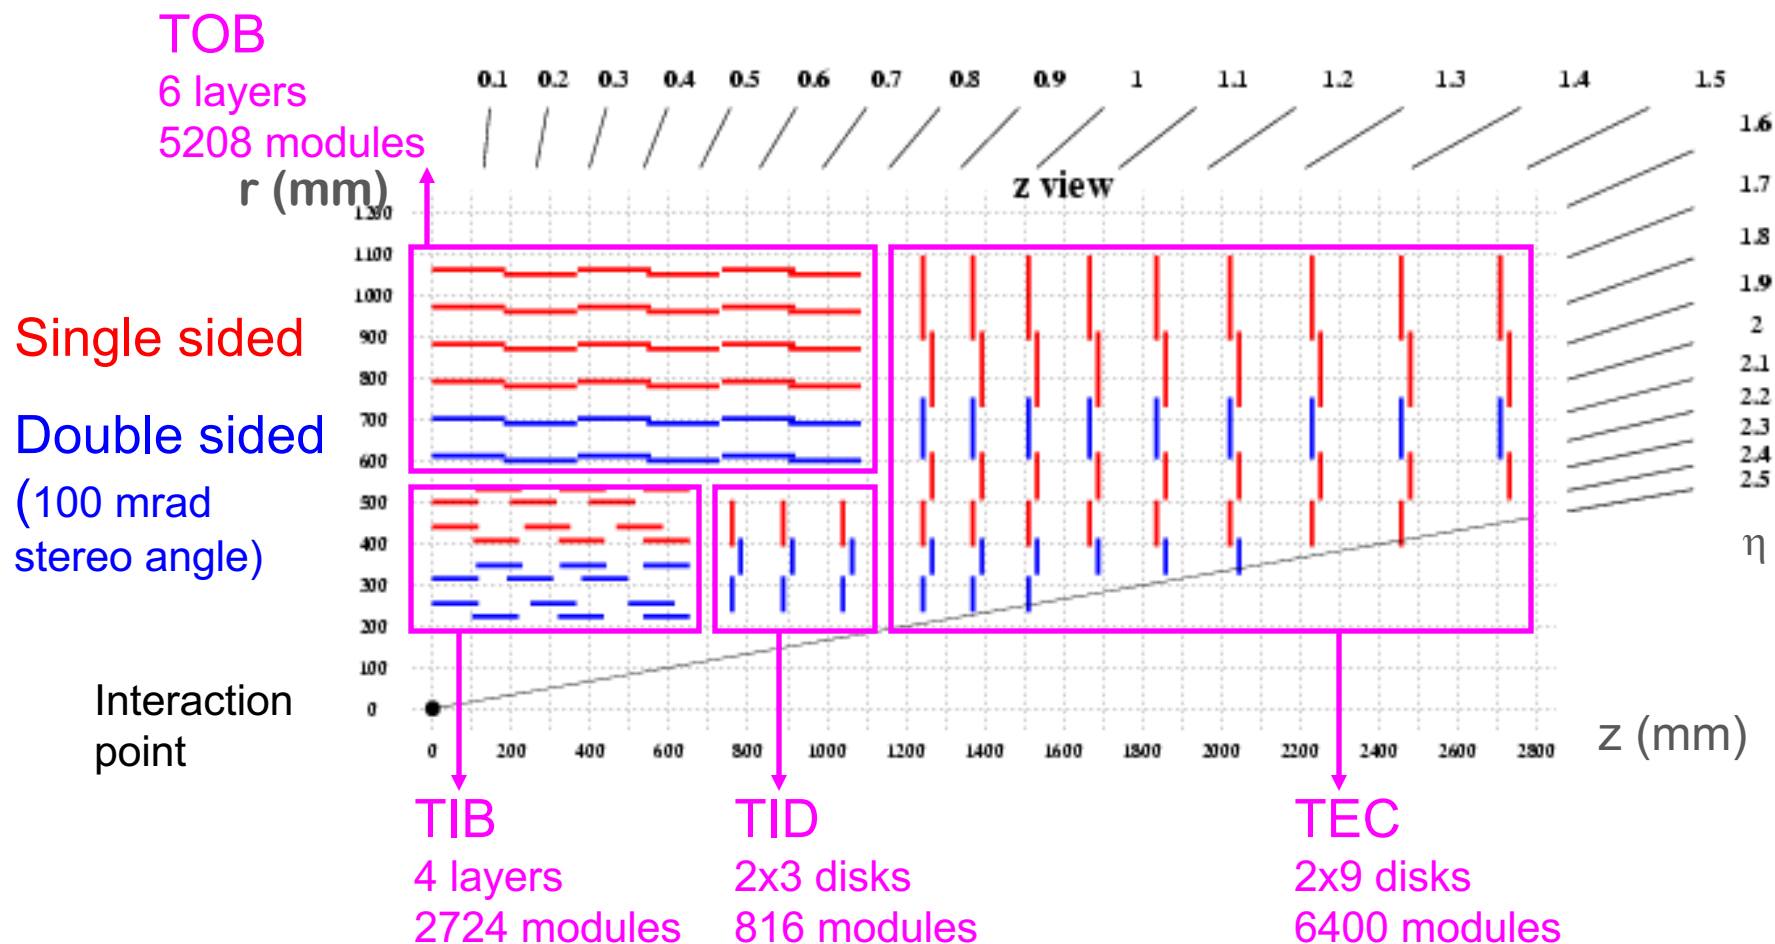 TOB
6 layers
5208 modules
0.1 0.2 0.3 0.4 0.5 0.6 0.7 0.8 0.9 1 1.1 1.2 1.3 1.4 1.5
1.6
1.7
1.8
1.9
2
2.1
2.2
2.3
2.4
2.5
η
r (mm)
z view
1200
1100
1000
900
800
700
600
500
400
300
200
100
0
Single sided
Double sided
(100 mrad
stereo angle)
Interaction
point
0 200 400 600 800 1000 1200 1400 1600 1800 2000 2200 2400 2600 2800
z (mm)
TIB
4 layers
2724 modules
TID
2x3 disks
816 modules
TEC
2x9 disks
6400 modules